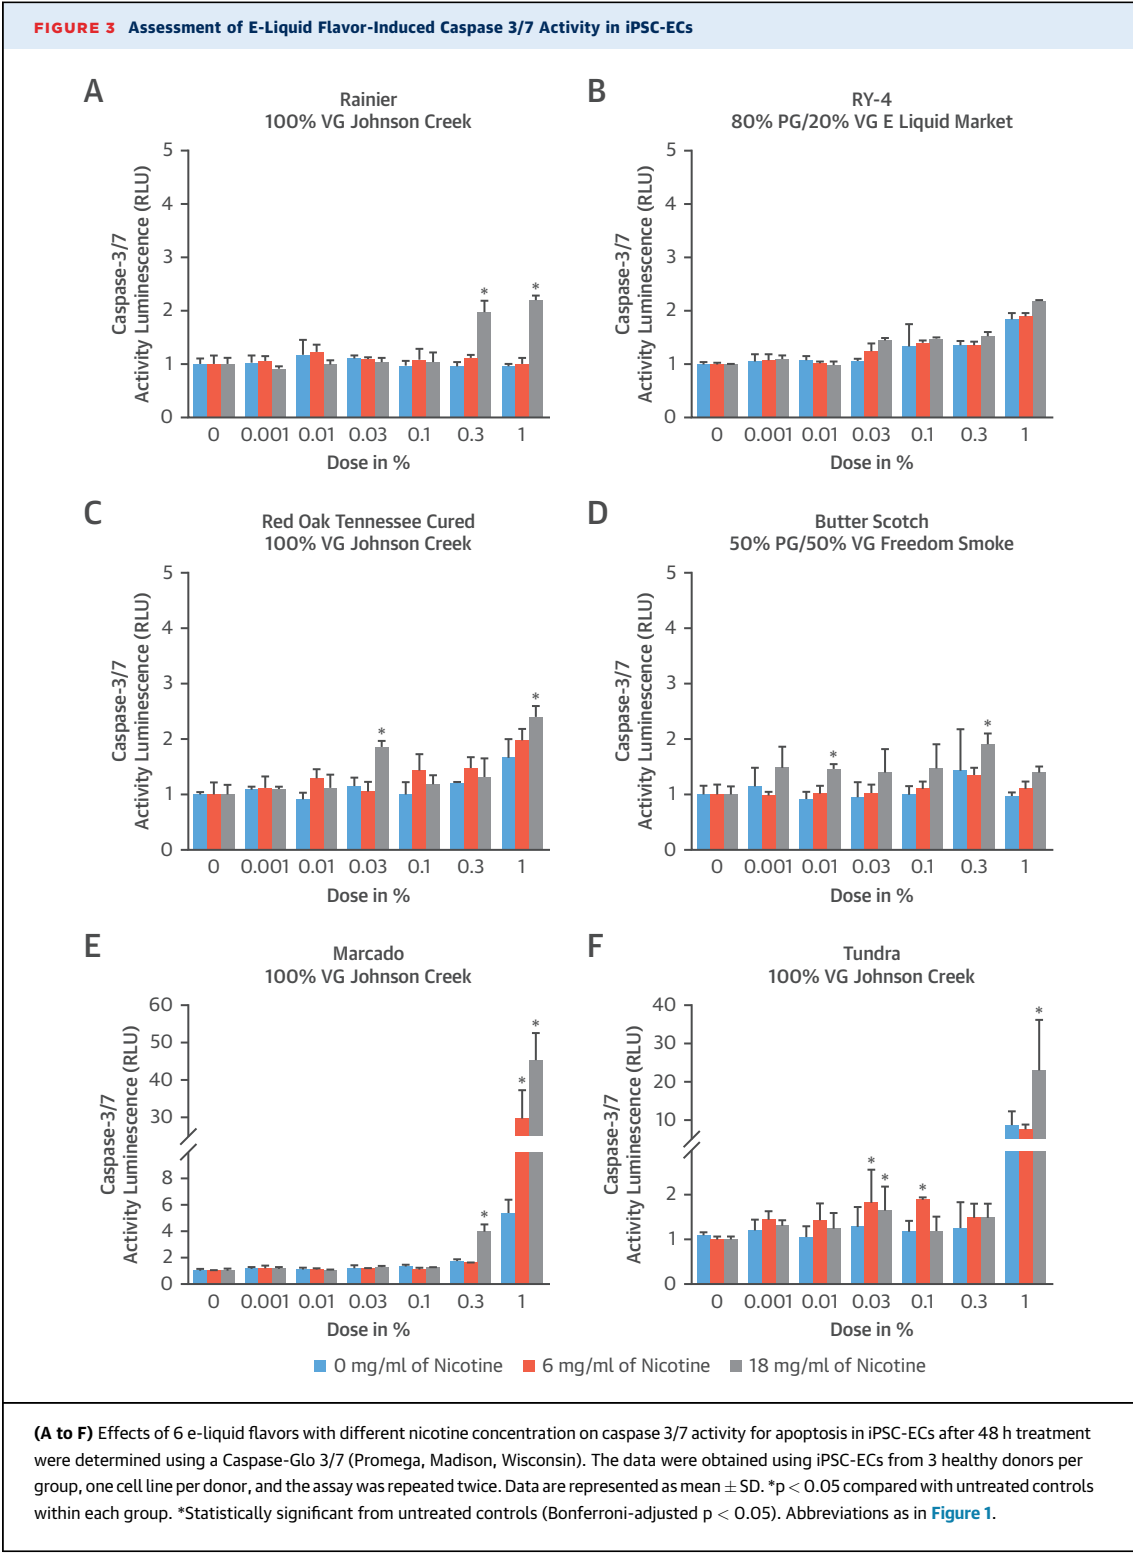 FIGURE 3 Assessment of E-Liquid Flavor-Induced Caspase 3/7 Activity in iPSC-ECs
A
Rainier
100% VG Johnson Creek
Caspase-3/7
Activity Luminescence (RLU)
5
4
3
2
1
0
* *
0 0.001 0.01 0.03 0.1 0.3 1
Dose in %
B
RY-4
80% PG/20% VG E Liquid Market
Caspase-3/7
Activity Luminescence (RLU)
5
4
3
2
1
0
0 0.001 0.01 0.03 0.1 0.3 1
Dose in %
C
Red Oak Tennessee Cured
100% VG Johnson Creek
Caspase-3/7
Activity Luminescence (RLU)
5
4
3
2
1
0
* *
0 0.001 0.01 0.03 0.1 0.3 1
Dose in %
D
Butter Scotch
50% PG/50% VG Freedom Smoke
Caspase-3/7
Activity Luminescence (RLU)
5
4
3
2
1
0
* *
0 0.001 0.01 0.03 0.1 0.3 1
Dose in %
E
Marcado
100% VG Johnson Creek
Caspase-3/7
Activity Luminescence (RLU)
60
50
40
30
8
6
4
2
0
* * *
0 0.001 0.01 0.03 0.1 0.3 1
Dose in %
F
Tundra
100% VG Johnson Creek
Caspase-3/7
Activity Luminescence (RLU)
40
30
20
10
2
1
0
* * * *
0 0.001 0.01 0.03 0.1 0.3 1
Dose in %
0 mg/ml of Nicotine 6 mg/ml of Nicotine 18 mg/ml of Nicotine
(A to F) Effects of 6 e-liquid flavors with different nicotine concentration on caspase 3/7 activity for apoptosis in iPSC-ECs after 48 h treatment
were determined using a Caspase-Glo 3/7 (Promega, Madison, Wisconsin). The data were obtained using iPSC-ECs from 3 healthy donors per
group, one cell line per donor, and the assay was repeated twice. Data are represented as mean ± SD. *p < 0.05 compared with untreated controls
within each group. *Statistically significant from untreated controls (Bonferroni-adjusted p < 0.05). Abbreviations as in Figure 1.